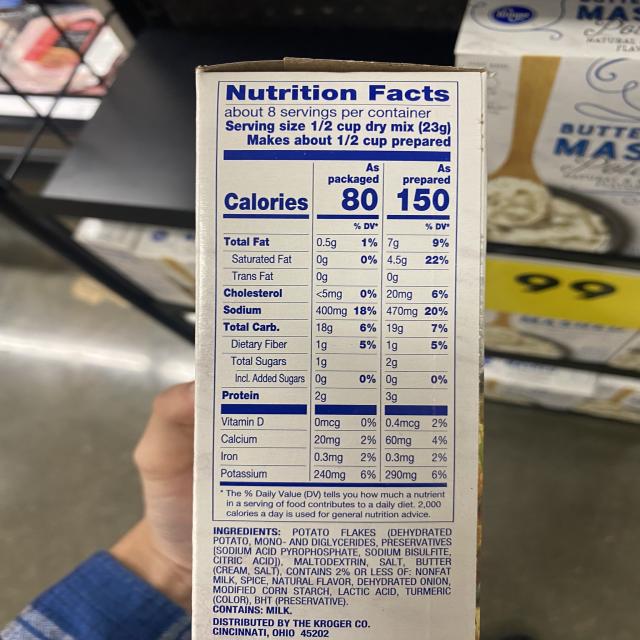 Kroger
BUTTE
MAS
99
Nutrition Facts
about 8 servings per container
Serving size 1/2 cup dry mix (23g)
Makes about 1/2 cup prepared
As packaged As prepared
Calories 80 150
% DV* % DV*
Total Fat 0.5g 1% 7g 9%
Saturated Fat 0g 0% 4.5g 22%
Trans Fat 0g 0g
Cholesterol <5mg 0% 20mg 6%
Sodium 400mg 18% 470mg 20%
Total Carb. 18g 6% 19g 7%
Dietary Fiber 1g 5% 1g 5%
Total Sugars 1g 2g
Incl. Added Sugars 0g 0% 0g 0%
Protein 2g 3g
Vitamin D 0mcg 0% 0.4mcg 2%
Calcium 20mg 2% 60mg 4%
Iron 0.3mg 2% 0.3mg 2%
Potassium 240mg 6% 290mg 6%
* The % Daily Value (DV) tells you how much a nutrient
in a serving of food contributes to a daily diet. 2,000
calories a day is used for general nutrition advice.
INGREDIENTS: POTATO FLAKES (DEHYDRATED
POTATO, MONO- AND DIGLYCERIDES, PRESERVATIVES
[SODIUM ACID PYROPHOSPHATE, SODIUM BISULFITE,
CITRIC ACID]), MALTODEXTRIN, SALT, BUTTER
(CREAM, SALT), CONTAINS 2% OR LESS OF: NONFAT
MILK, SPICE, NATURAL FLAVOR, DEHYDRATED ONION,
MODIFIED CORN STARCH, LACTIC ACID, TURMERIC
(COLOR), BHT (PRESERVATIVE).
CONTAINS: MILK.
DISTRIBUTED BY THE KROGER CO.
CINCINNATI, OHIO 45202